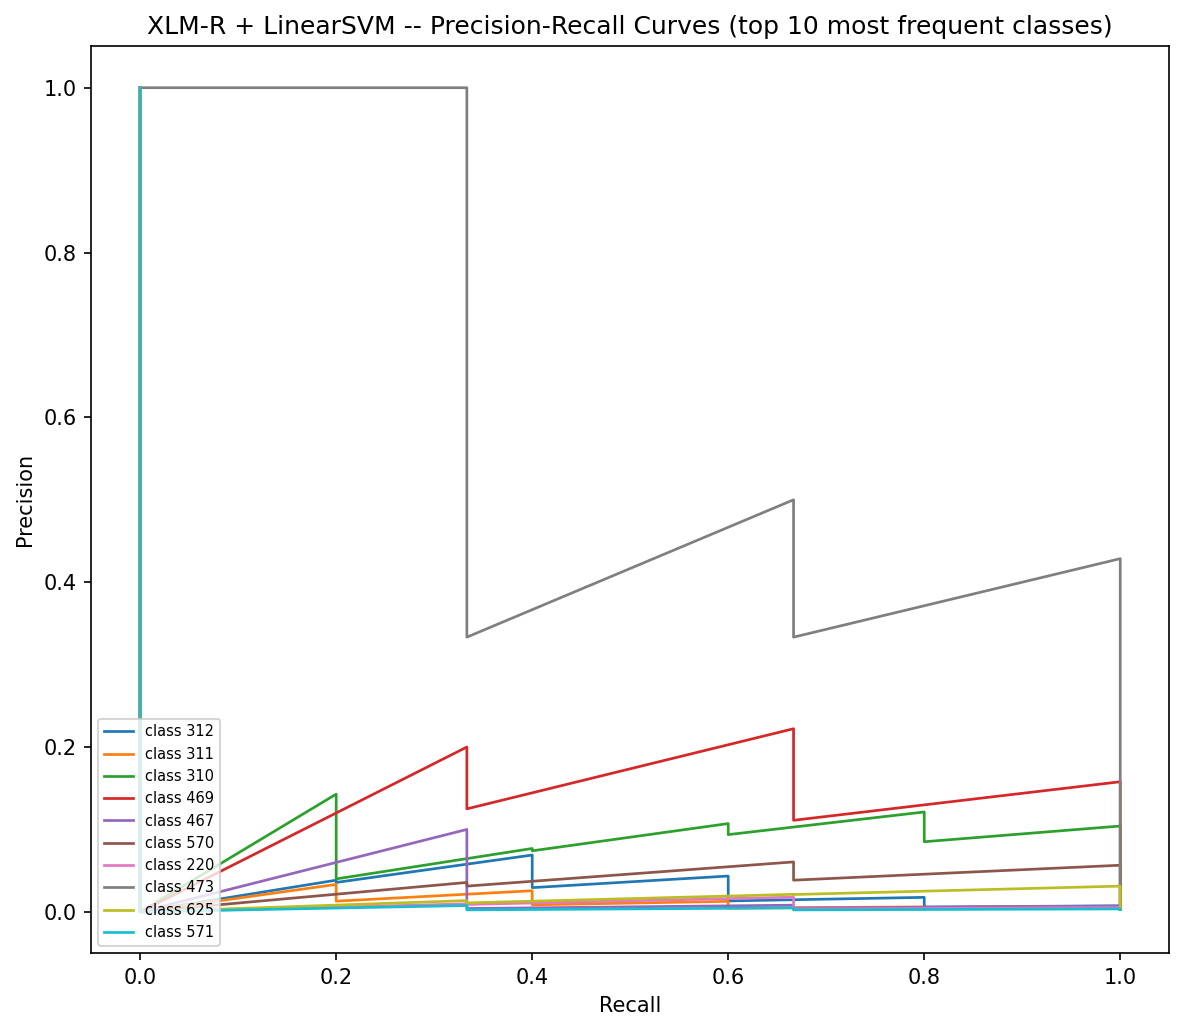 XLM-R + LinearSVM -- Precision-Recall Curves (top 10 most frequent classes)
1.0
0.8
0.6
0.4
0.2
0.0
Precision
class 312
class 311
class 310
class 469
class 467
class 570
class 220
class 473
class 625
class 571
0.0 0.2 0.4 0.6 0.8 1.0
Recall